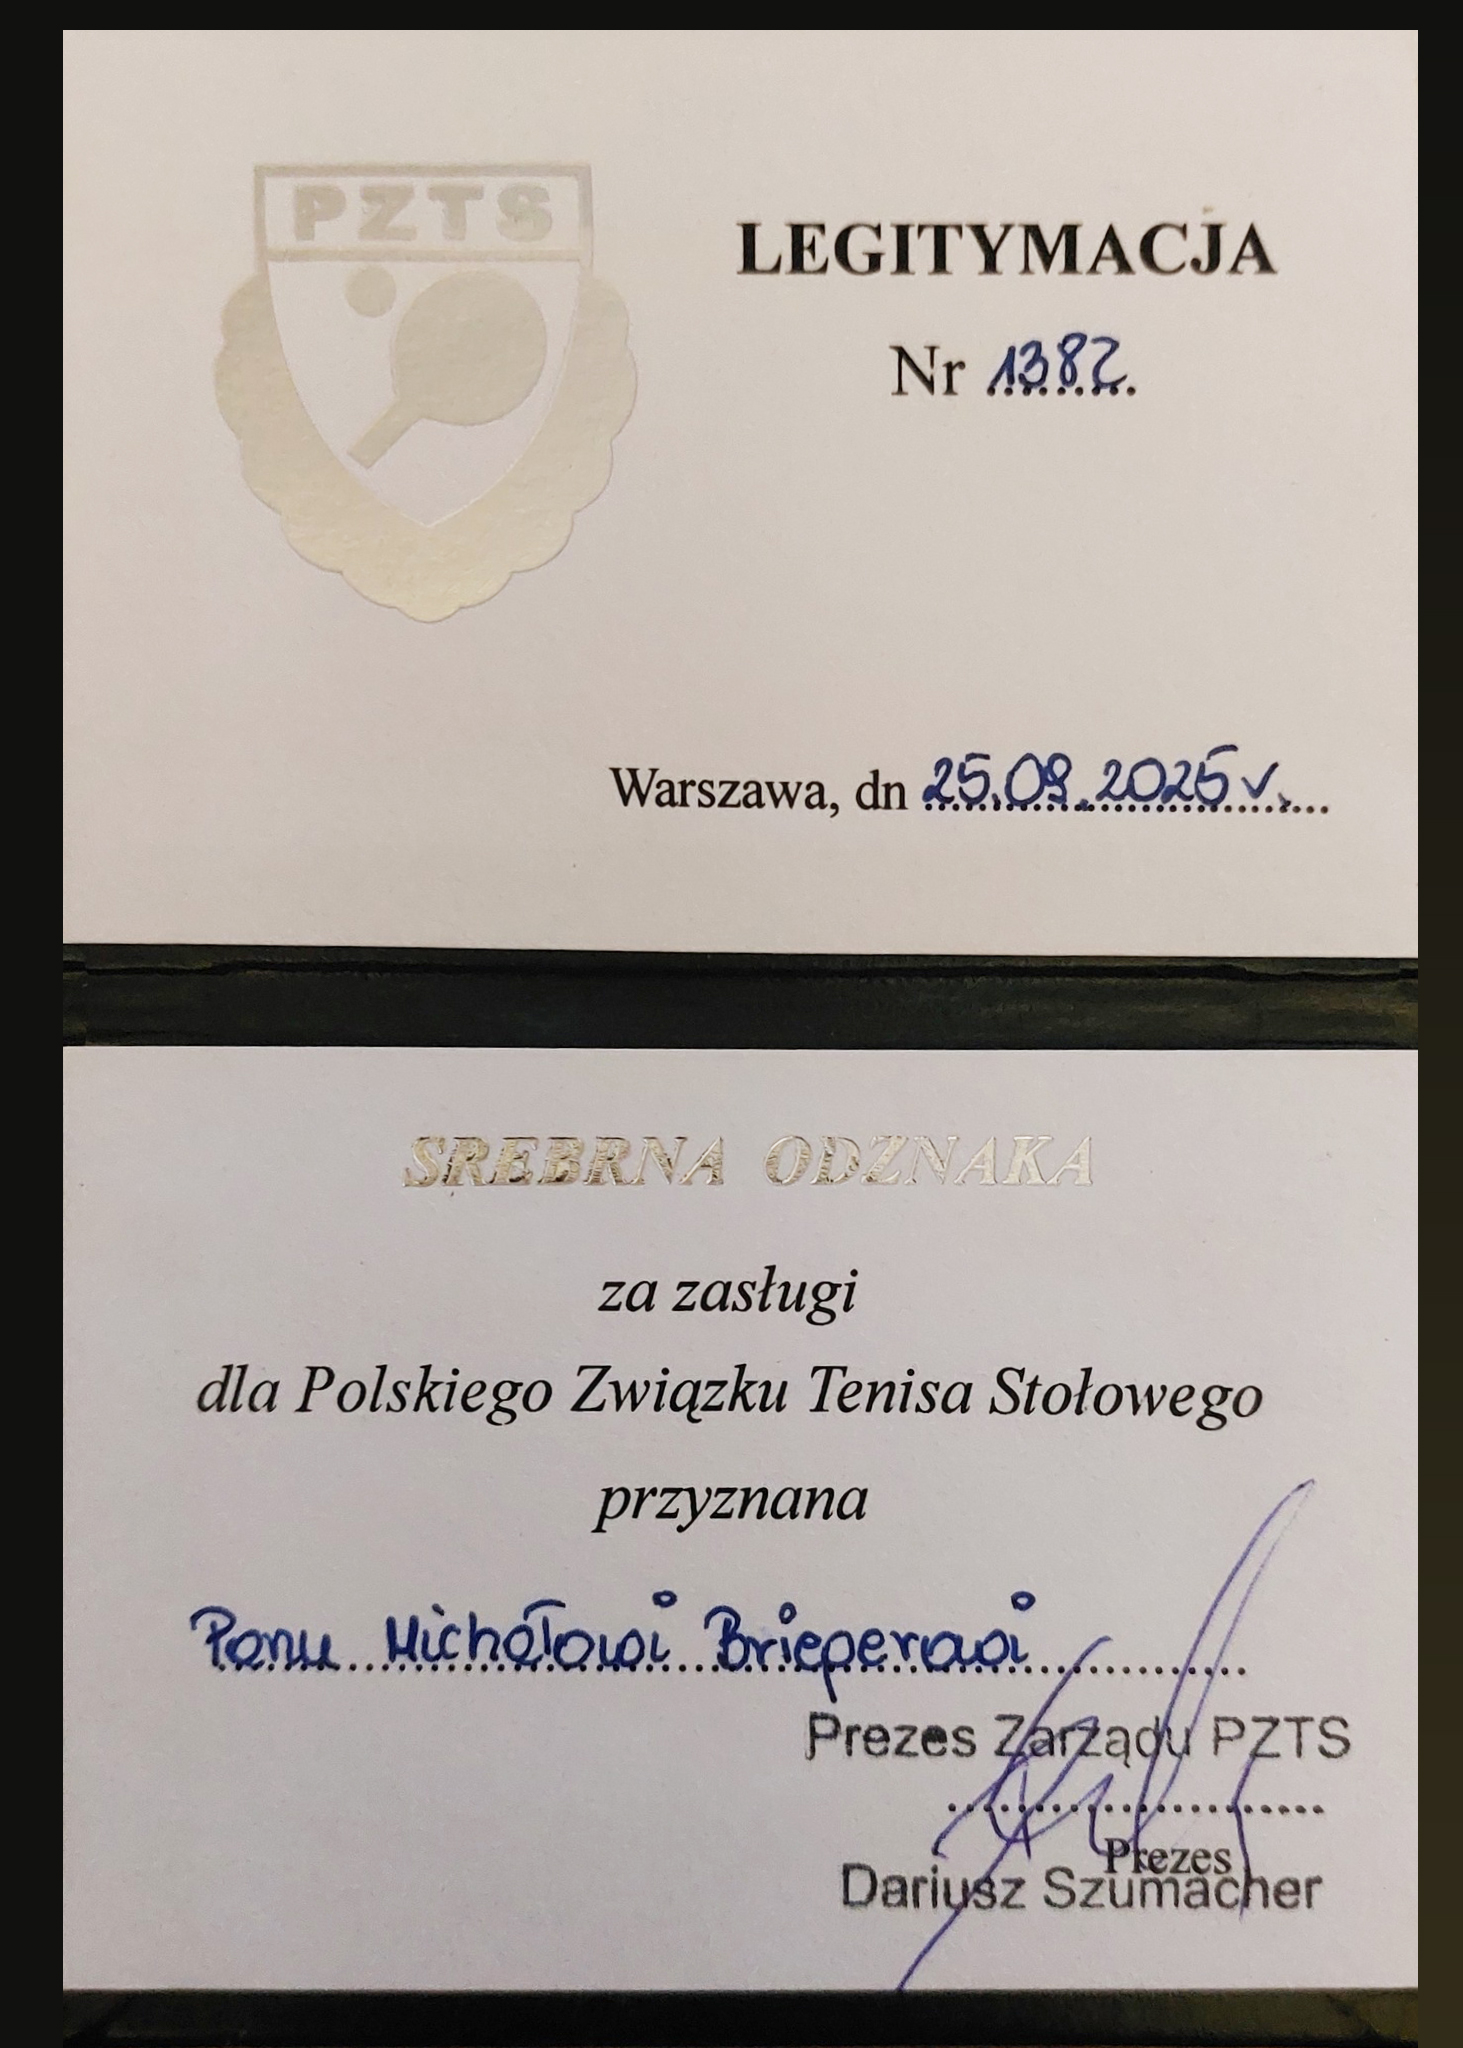 PZTS
LEGITYMACJA
Nr 1382
Warszawa, dn 25.09.2025 r.
SREBRNA ODZNAKA
za zasługi
dla Polskiego Związku Tenisa Stołowego
przyznana
Panu Michałowi Brieperowi
Prezes Zarządu PZTS
Prezes
Dariusz Szumacher